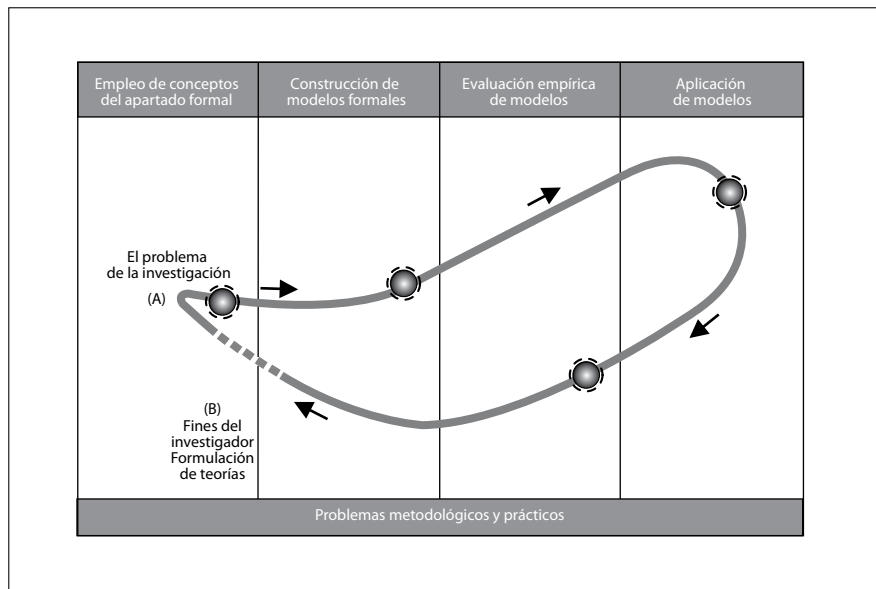 Empleo de conceptos
del apartado formal
Construcción de
modelos formales
Evaluación empírica
de modelos
Aplicación
de modelos
El problema
de la investigación
(A)
(B)
Fines del
investigador
Formulación
de teorías
Problemas metodológicos y prácticos